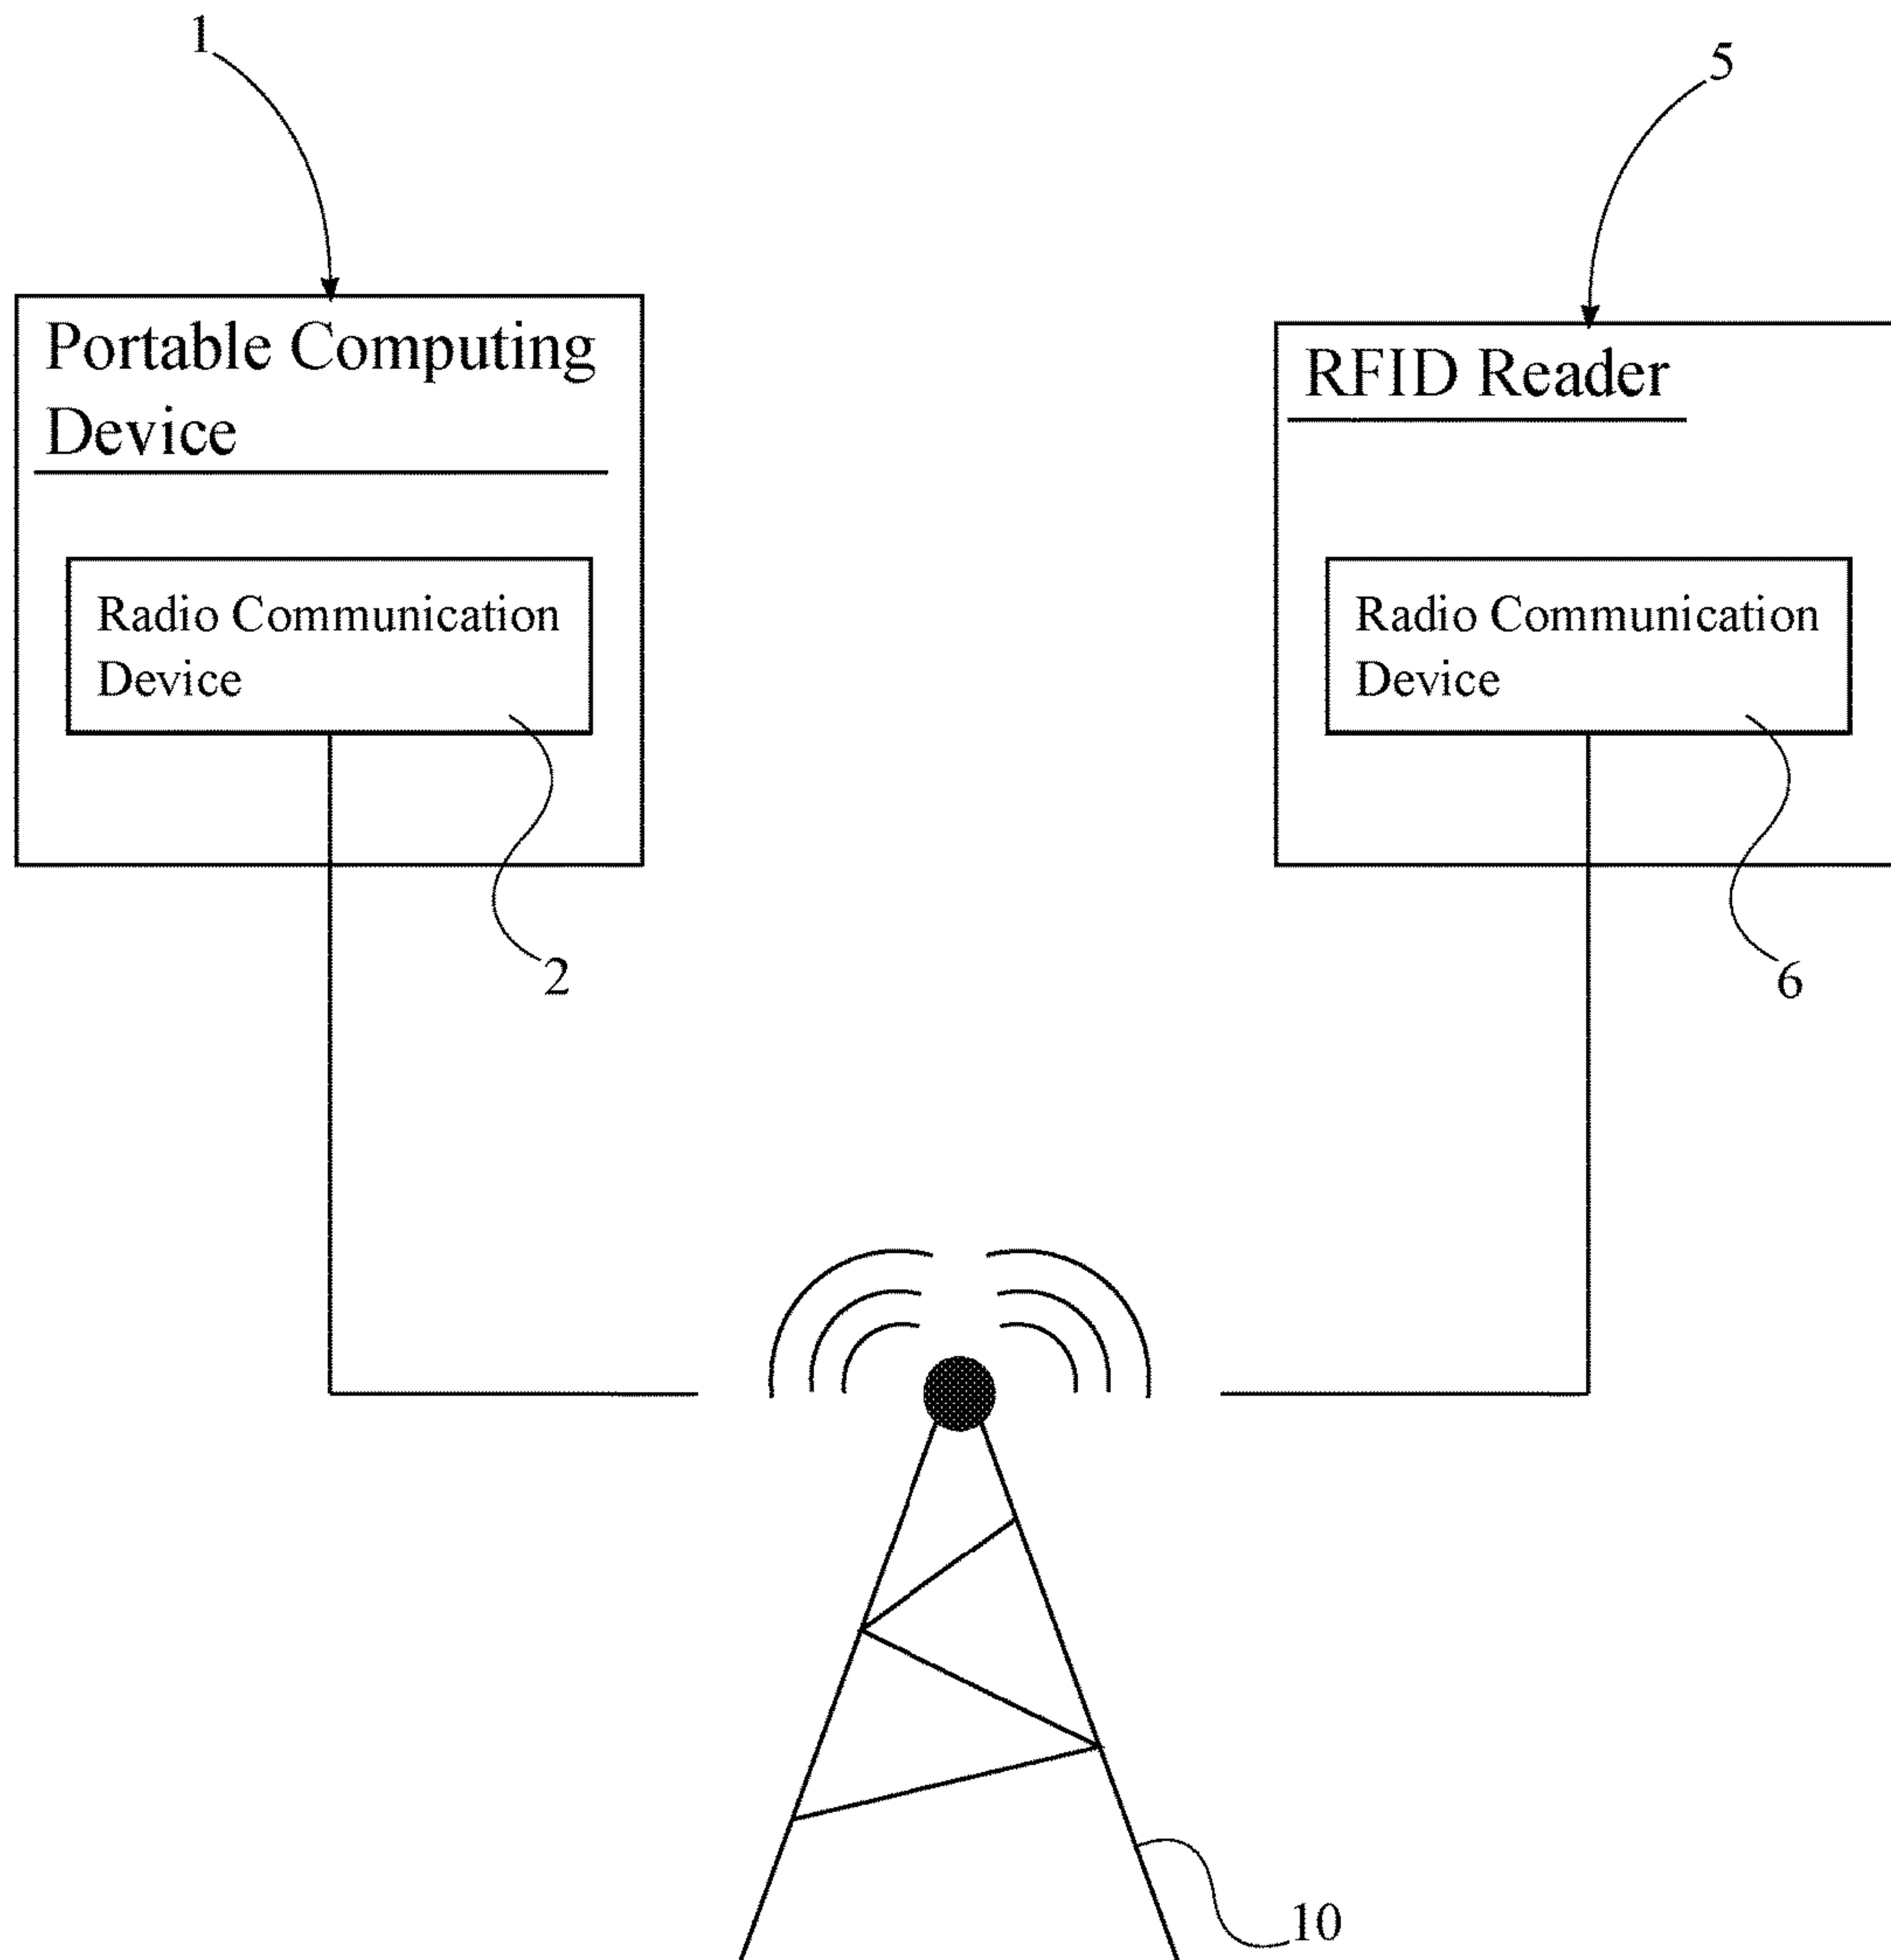 1
5
Portable Computing
Device
RFID Reader
Radio Communication
Device
Radio Communication
Device
2
6
10